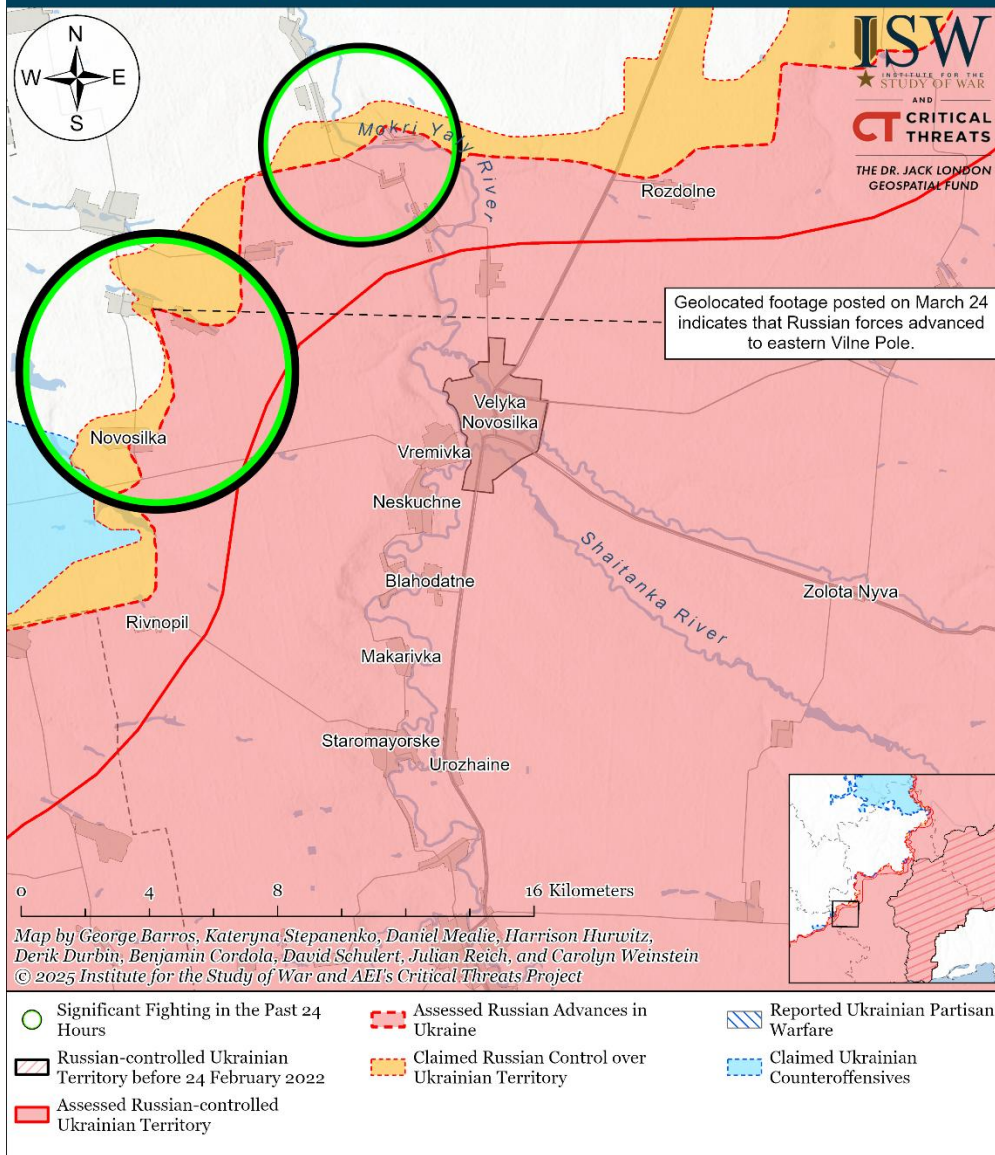 N
W E
S
ISW
INSTITUTE FOR THE
STUDY OF WAR
AND
CT CRITICAL
THREATS
THE DR. JACK LONDON
GEOSPATIAL FUND
Mokri Yaly River
Rozdolne
Geolocated footage posted on March 24
indicates that Russian forces advanced
to eastern Vilne Pole.
Velyka
Novosilka
Novosilka
Vremivka
Neskuchne
Shaitanka River
Blahodatne
Zolota Nyva
Rivnopil
Makarivka
Staromayorske
Urozhaine
0 4 8 16 Kilometers
Map by George Barros, Kateryna Stepanenko, Daniel Mealie, Harrison Hurwitz,
Derik Durbin, Benjamin Cordola, David Schulert, Julian Reich, and Carolyn Weinstein
© 2025 Institute for the Study of War and AEI's Critical Threats Project
Significant Fighting in the Past 24
Hours
Russian-controlled Ukrainian
Territory before 24 February 2022
Assessed Russian-controlled
Ukrainian Territory
Assessed Russian Advances in
Ukraine
Claimed Russian Control over
Ukrainian Territory
Reported Ukrainian Partisan
Warfare
Claimed Ukrainian
Counteroffensives